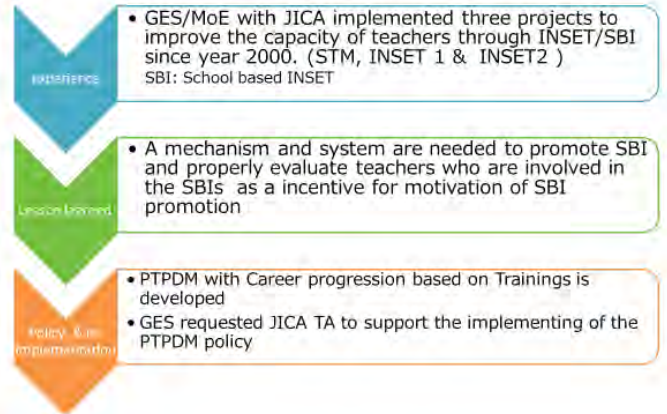 Experience
• GES/MoE with JICA implemented three projects to
improve the capacity of teachers through INSET/SBI
since year 2000. (STM, INSET 1 & INSET2 )
SBI: School based INSET
Lesson Learned
• A mechanism and system are needed to promote SBI
and properly evaluate teachers who are involved in
the SBIs as a incentive for motivation of SBI
promotion
Policy &
Implementation
• PTPDM with Career progression based on Trainings is
developed
• GES requested JICA TA to support the implementing of the
PTPDM policy